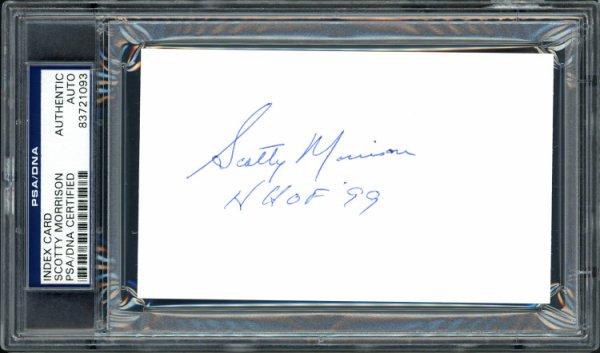 PSA/DNA
INDEX CARD
SCOTTY MORRISON
PSA/DNA CERTIFIED
AUTHENTIC
AUTO
83721093
Scotty Morrison
HHOF '99